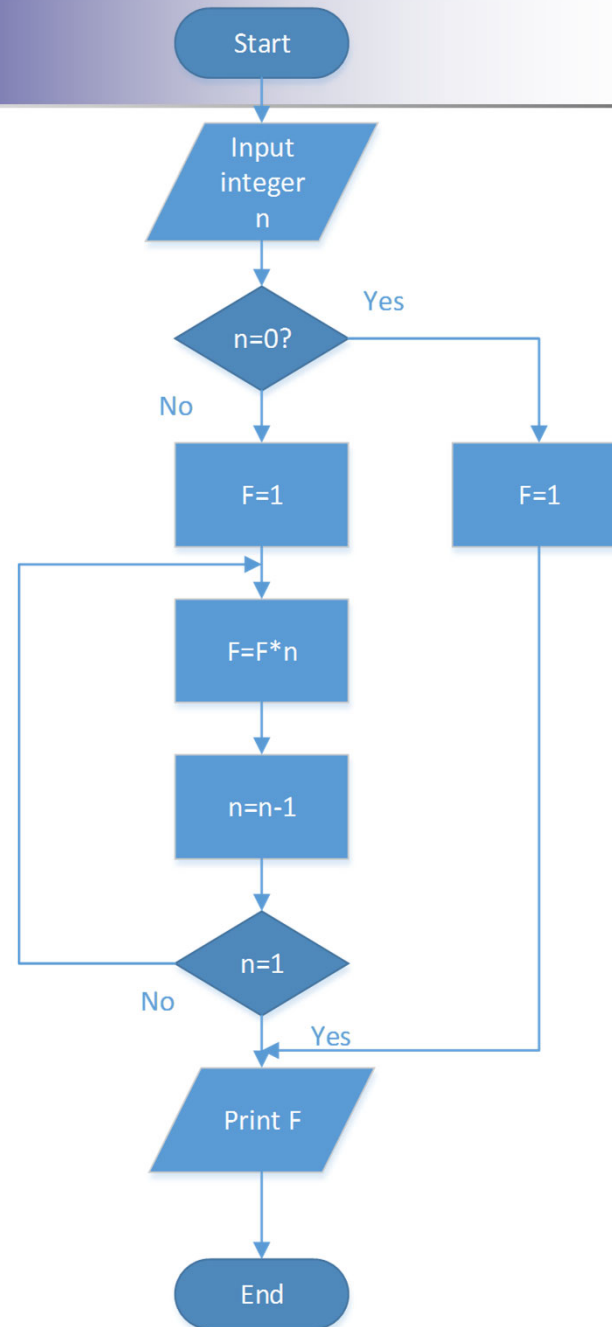 Start
Input
integer
n
n=0?
Yes
No
F=1
F=1
F=F*n
n=n-1
n=1
No
Yes
Print F
End